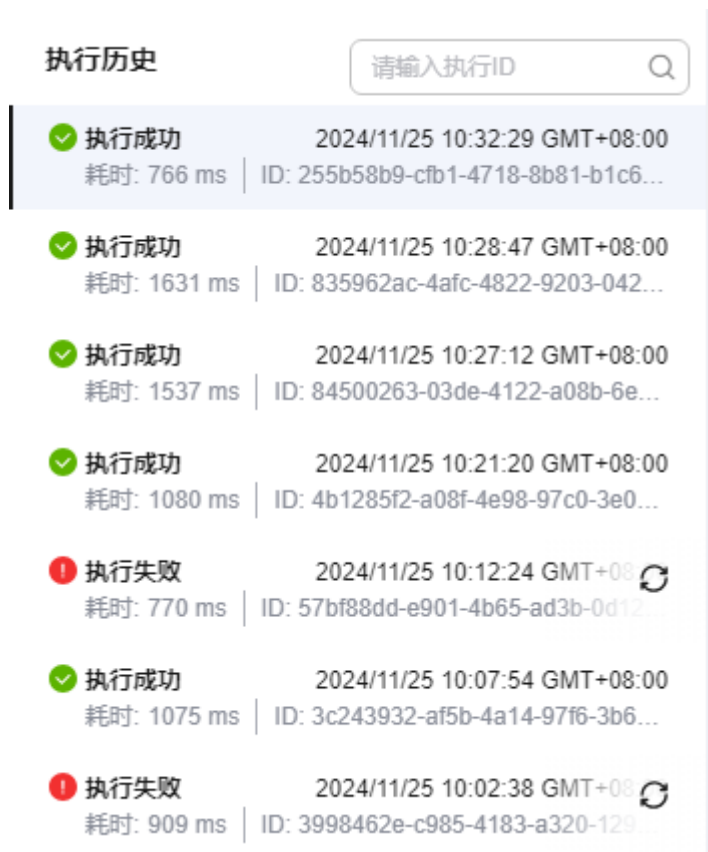 执行历史
请输入执行ID
执行成功 2024/11/25 10:32:29 GMT+08:00
耗时: 766 ms ID: 255b58b9-cfb1-4718-8b81-b1c6...
执行成功 2024/11/25 10:28:47 GMT+08:00
耗时: 1631 ms ID: 835962ac-4afc-4822-9203-042...
执行成功 2024/11/25 10:27:12 GMT+08:00
耗时: 1537 ms ID: 84500263-03de-4122-a08b-6e...
执行成功 2024/11/25 10:21:20 GMT+08:00
耗时: 1080 ms ID: 4b1285f2-a08f-4e98-97c0-3e0...
执行失败 2024/11/25 10:12:24 GMT+08
耗时: 770 ms ID: 57bf88dd-e901-4b65-ad3b-0d12...
执行成功 2024/11/25 10:07:54 GMT+08:00
耗时: 1075 ms ID: 3c243932-af5b-4a14-97f6-3b6...
执行失败 2024/11/25 10:02:38 GMT+08
耗时: 909 ms ID: 3998462e-c985-4183-a320-129...